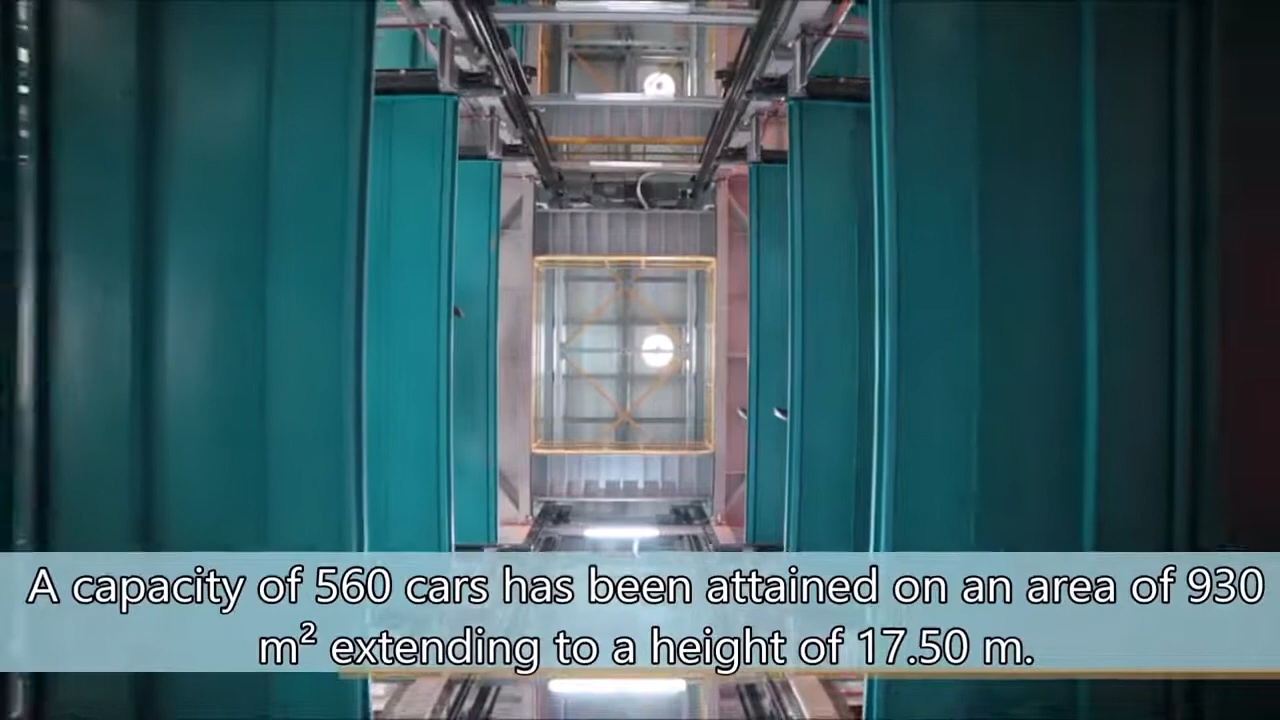 A capacity of 560 cars has been attained on an area of 930
m² extending to a height of 17.50 m.